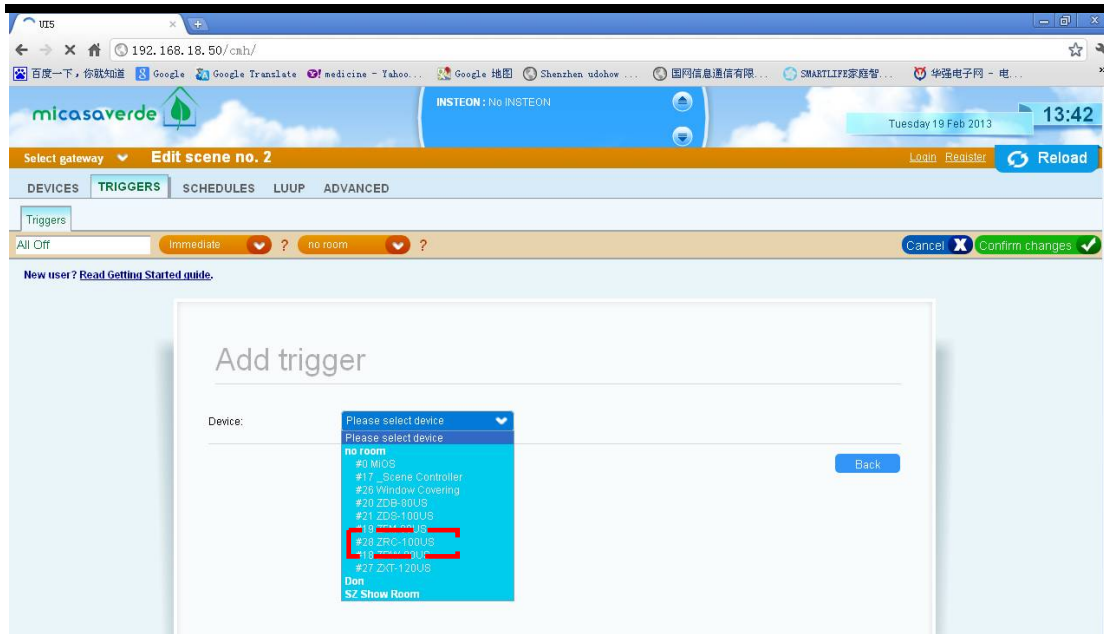 UI5
192.168.18.50/cmh/
百度一下，你就知道 Google Google Translate medicine - Yahoo... Google 地图 Shenzhen udohow ... 国网信息通信有限... SMARTLIFE家庭智... 华强电子网 - 电...
micasaverde
INSTEON : No INSTEON
Tuesday 19 Feb 2013
13:42
Select gateway Edit scene no. 2 Login Register Reload
DEVICES TRIGGERS SCHEDULES LUUP ADVANCED
Triggers
All Off Immediate ? no room ? Cancel X Confirm changes
New user? Read Getting Started guide.
Add trigger
Device: Please select device
Please select device
no room
#0 MiOS
#17 _Scene Controller
#26 Window Covering
#20 ZDB-80US
#21 ZDS-100US
#28 ZRC-100US
#27 ZXT-120US
Don
SZ Show Room
Back